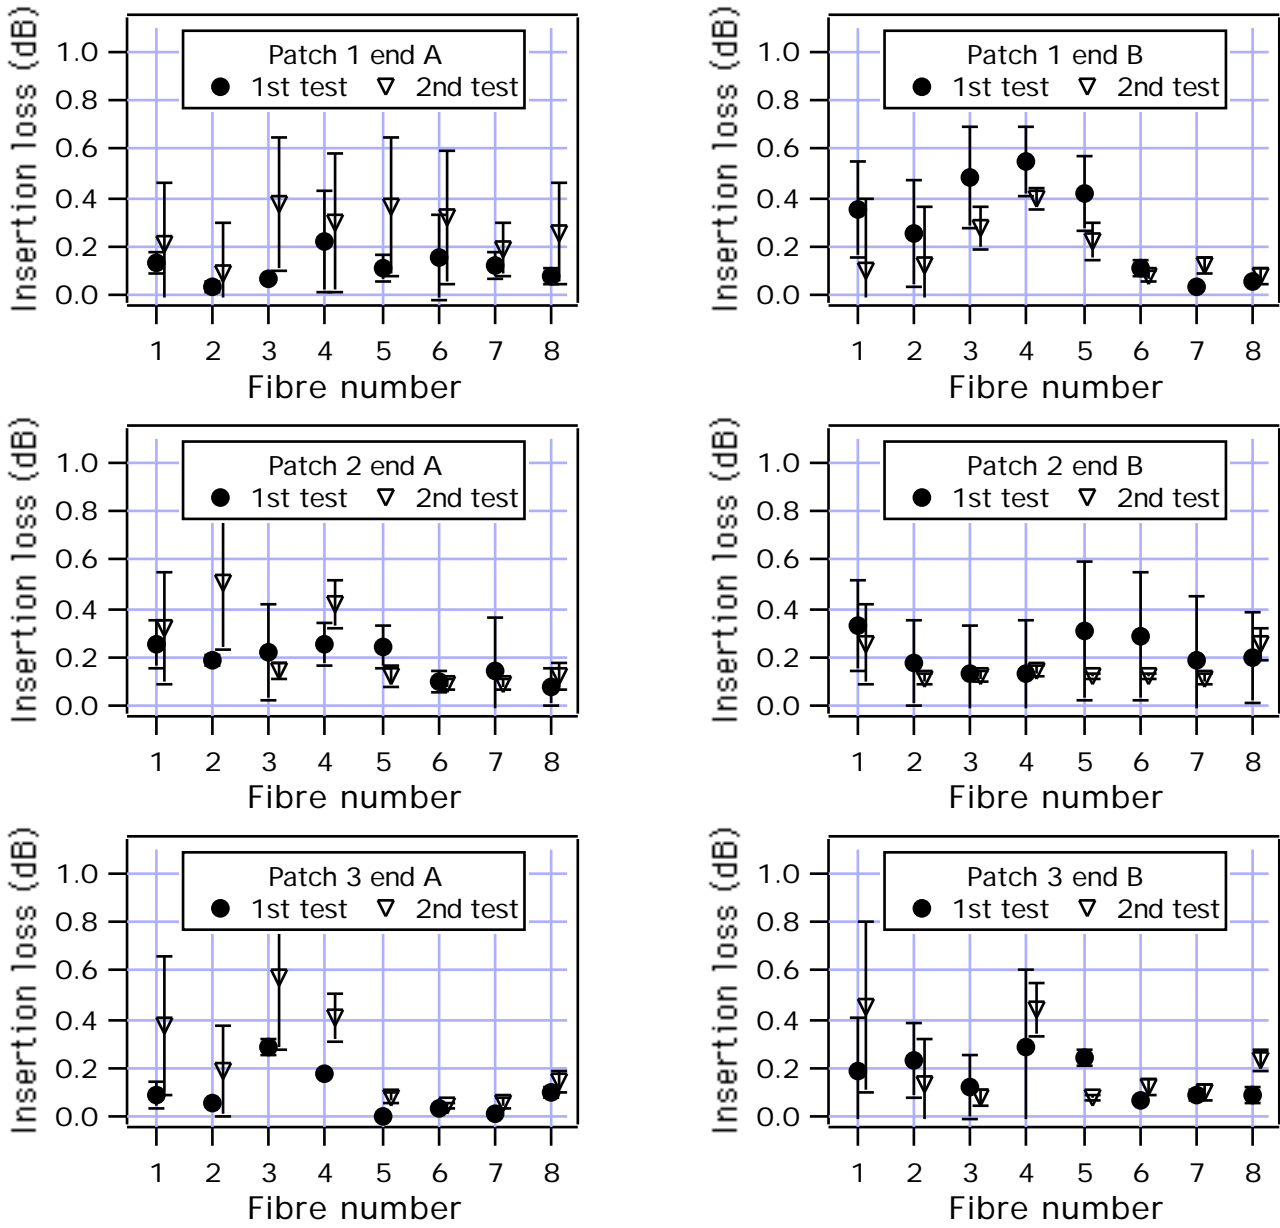 Patch 1 end A
1st test 2nd test
Insertion loss (dB)
1.0
0.8
0.6
0.4
0.2
0.0
1 2 3 4 5 6 7 8
Fibre number
Patch 1 end B
1st test 2nd test
Insertion loss (dB)
1.0
0.8
0.6
0.4
0.2
0.0
1 2 3 4 5 6 7 8
Fibre number
Patch 2 end A
1st test 2nd test
Insertion loss (dB)
1.0
0.8
0.6
0.4
0.2
0.0
1 2 3 4 5 6 7 8
Fibre number
Patch 2 end B
1st test 2nd test
Insertion loss (dB)
1.0
0.8
0.6
0.4
0.2
0.0
1 2 3 4 5 6 7 8
Fibre number
Patch 3 end A
1st test 2nd test
Insertion loss (dB)
1.0
0.8
0.6
0.4
0.2
0.0
1 2 3 4 5 6 7 8
Fibre number
Patch 3 end B
1st test 2nd test
Insertion loss (dB)
1.0
0.8
0.6
0.4
0.2
0.0
1 2 3 4 5 6 7 8
Fibre number